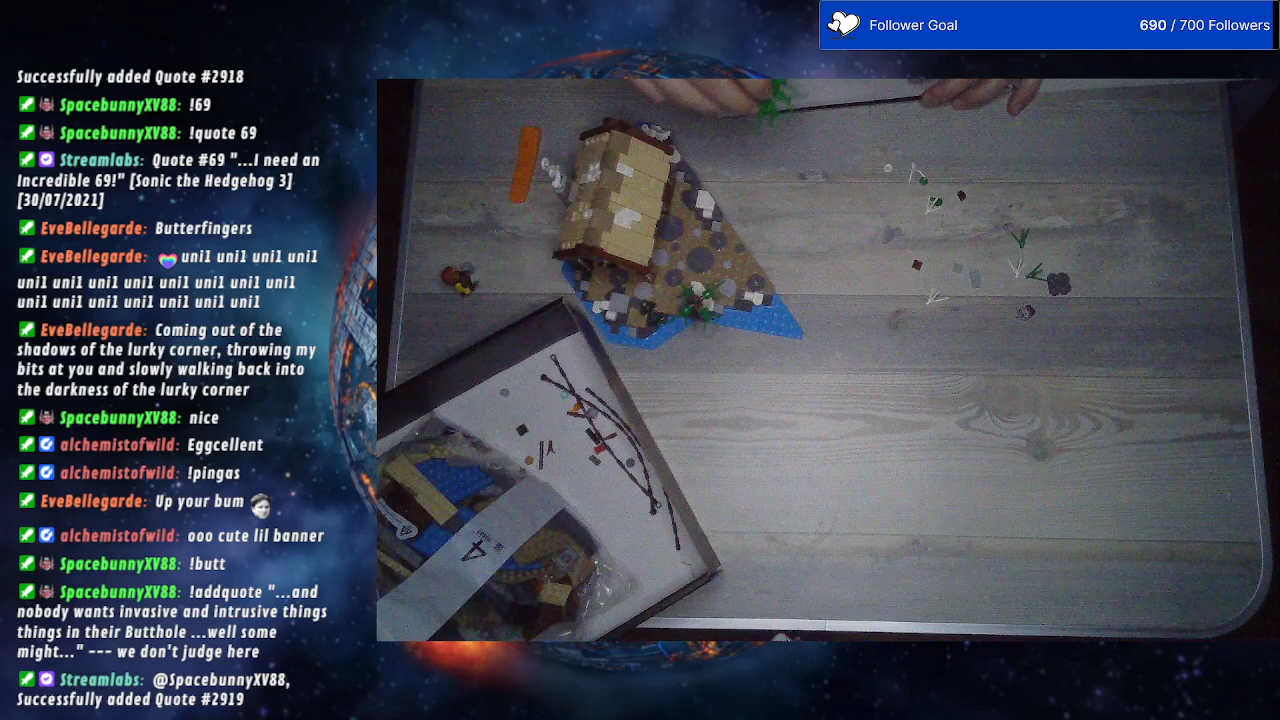 Follower Goal 690 / 700 Followers
Successfully added Quote #2918
SpacebunnyXV88: !69
SpacebunnyXV88: !quote 69
Streamlabs: Quote #69 "...I need an
Incredible 69!" [Sonic the Hedgehog 3]
[30/07/2021]
EveBellegarde: Butterfingers
EveBellegarde: uni1 uni1 uni1 uni1
uni1 uni1 uni1 uni1 uni1 uni1 uni1 uni1
uni1 uni1 uni1 uni1 uni1 uni1 uni1
EveBellegarde: Coming out of the
shadows of the lurky corner, throwing my
bits at you and slowly walking back into
the darkness of the lurky corner
SpacebunnyXV88: nice
alchemistofwild: Eggcellent
alchemistofwild: !pingas
EveBellegarde: Up your bum
alchemistofwild: ooo cute lil banner
SpacebunnyXV88: !butt
SpacebunnyXV88: !addquote "...and
nobody wants invasive and intrusive things
things in their Butthole ...well some
might..." --- we don't judge here
Streamlabs: @SpacebunnyXV88,
Successfully added Quote #2919
4